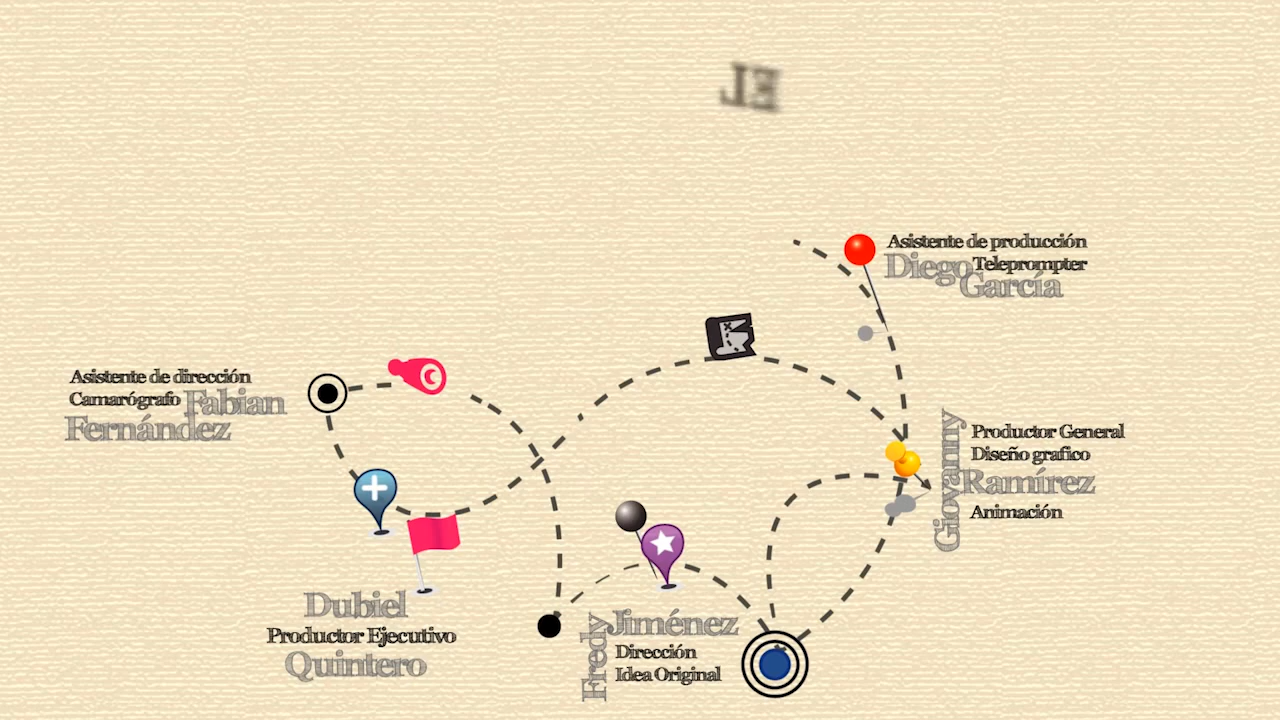 Asistente de producción
Diego Teleprompter
García
Asistente de dirección
Camarógrafo Fabian
Fernández
Productor General
Diseño grafico
Giovanny Ramírez
Animación
Dubiel
Productor Ejecutivo
Quintero
Fredy Jiménez
Dirección
Idea Original